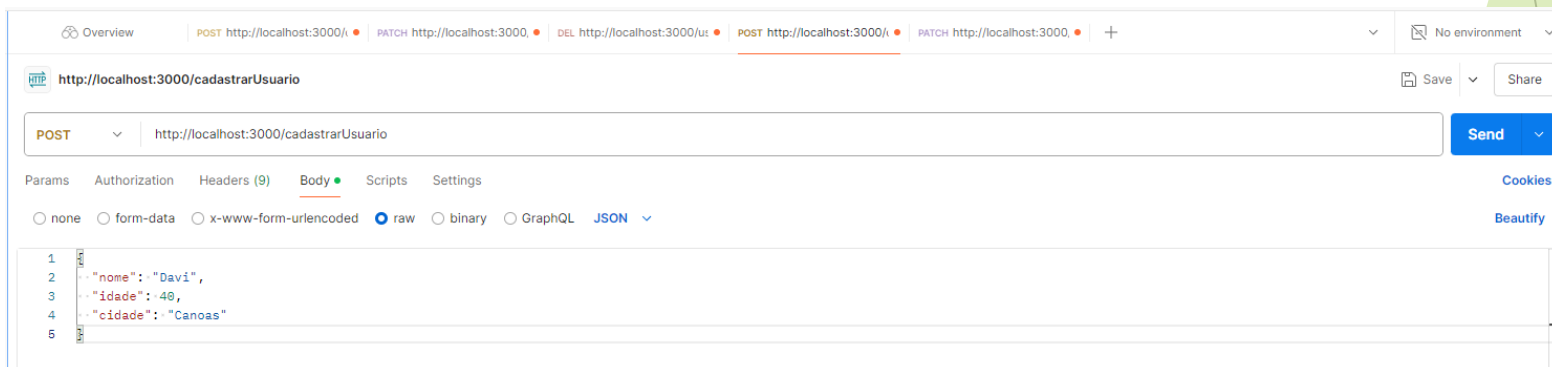 Overview POST http://localhost:3000/ PATCH http://localhost:3000, DEL http://localhost:3000/us POST http://localhost:3000/ PATCH http://localhost:3000, No environment
HTTP http://localhost:3000/cadastrarUsuario Save Share
POST http://localhost:3000/cadastrarUsuario Send
Params Authorization Headers (9) Body Scripts Settings Cookies
none form-data x-www-form-urlencoded raw binary GraphQL JSON Beautify
1 {
2 "nome": "Davi",
3 "idade": 40,
4 "cidade": "Canoas"
5 }